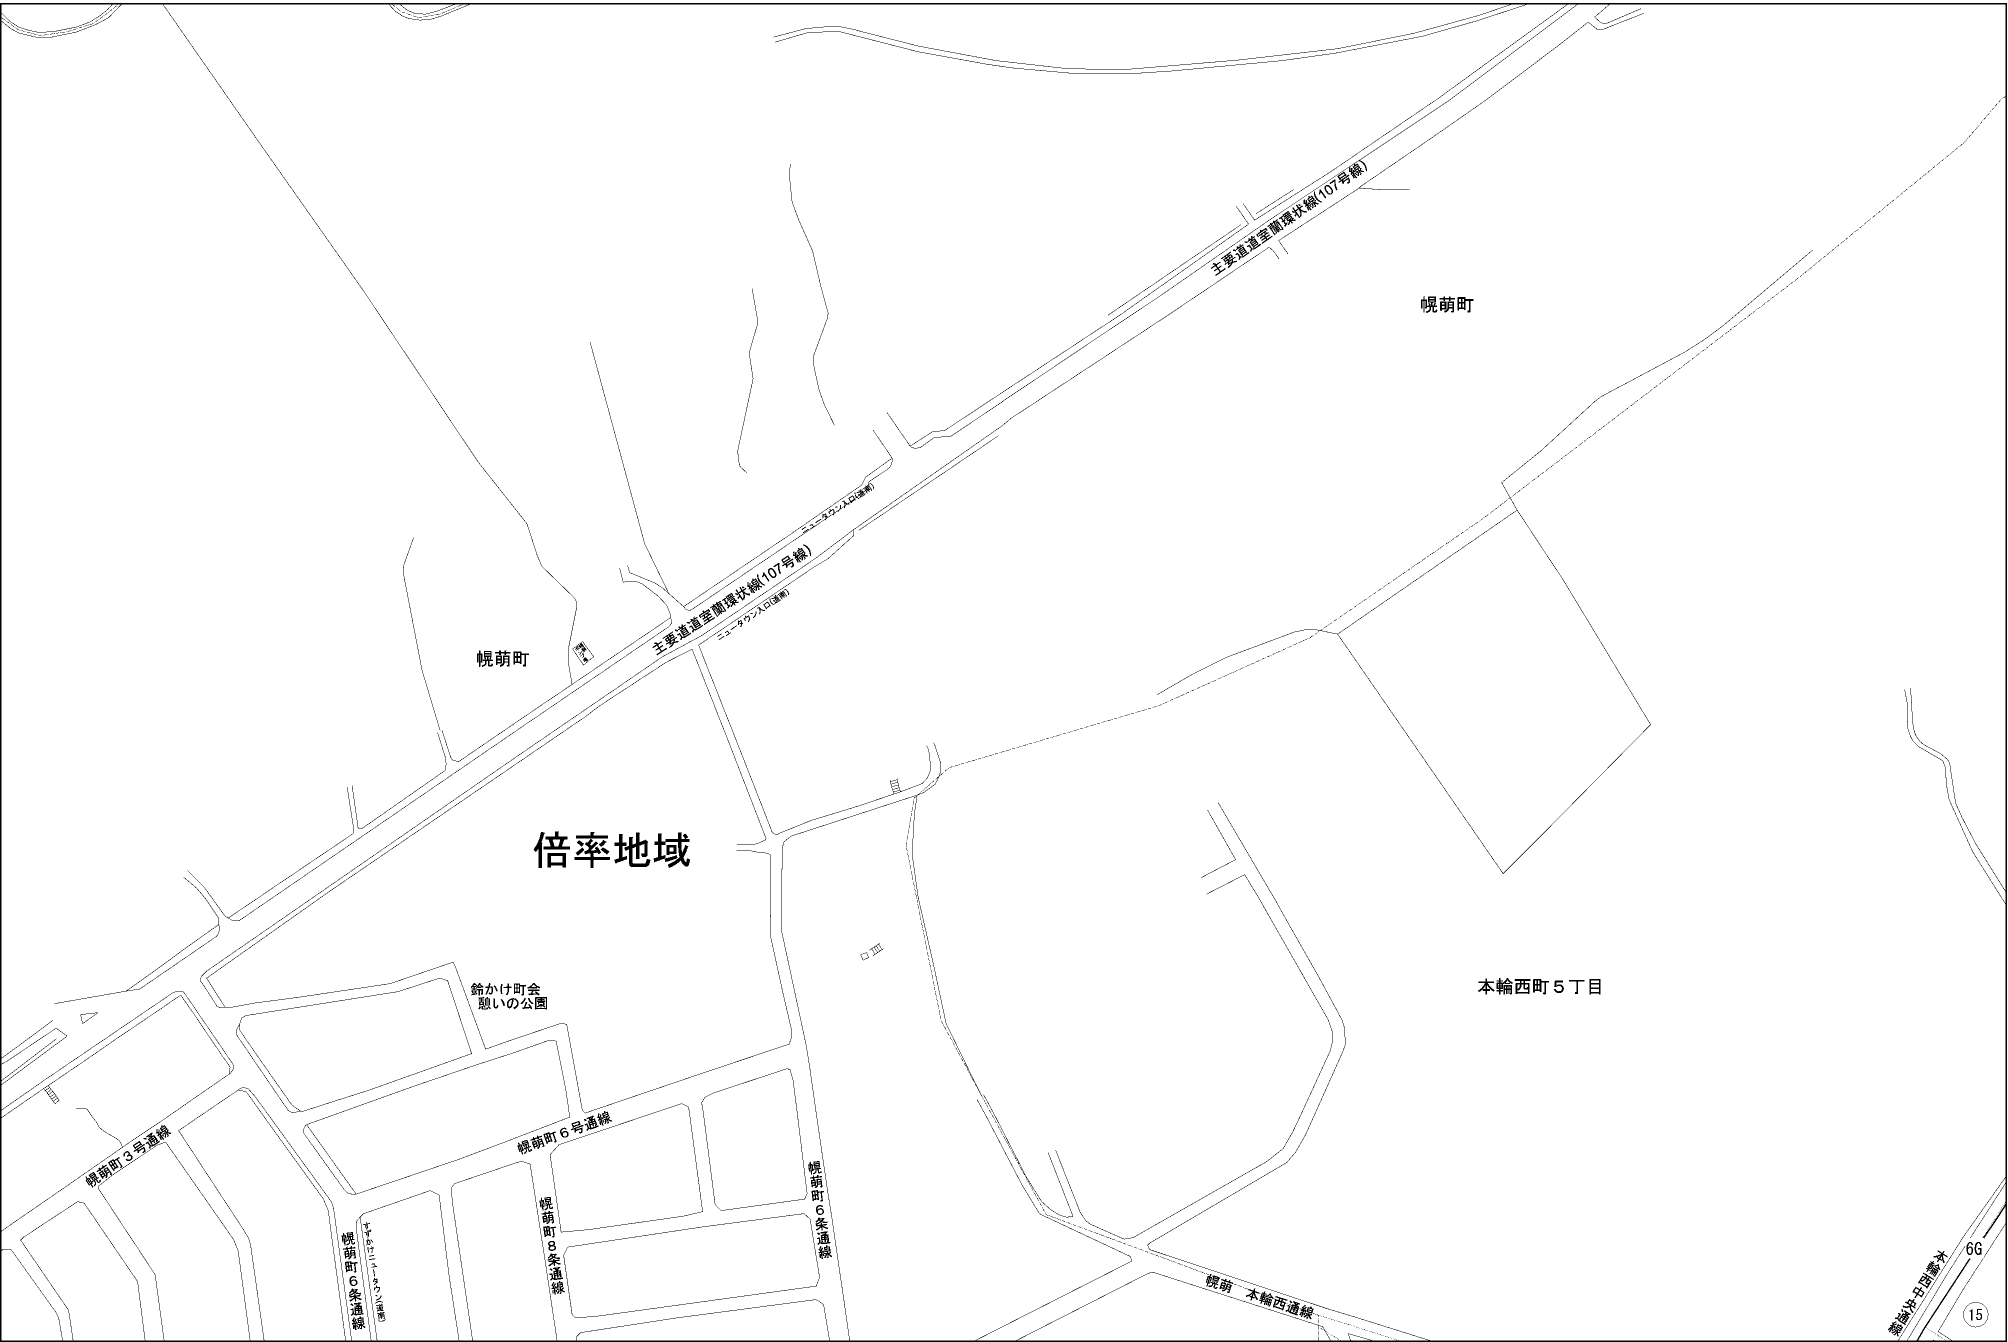 主要道道室蘭環状線(107号線)
幌萌町
ニュータウン入口(道南)
主要道道室蘭環状線(107号線)
ニュータウン入口(道南)
幌萌町
倍率地域
鈴かけ町会
憩いの公園
本輪西町5丁目
幌萌町3号通線
幌萌町6号通線
幌萌町6条通線
すずかけニュータウン(道南)
幌萌町8条通線
幌萌町6条通線
幌萌 本輪西通線
本輪西中央通線
6G
15